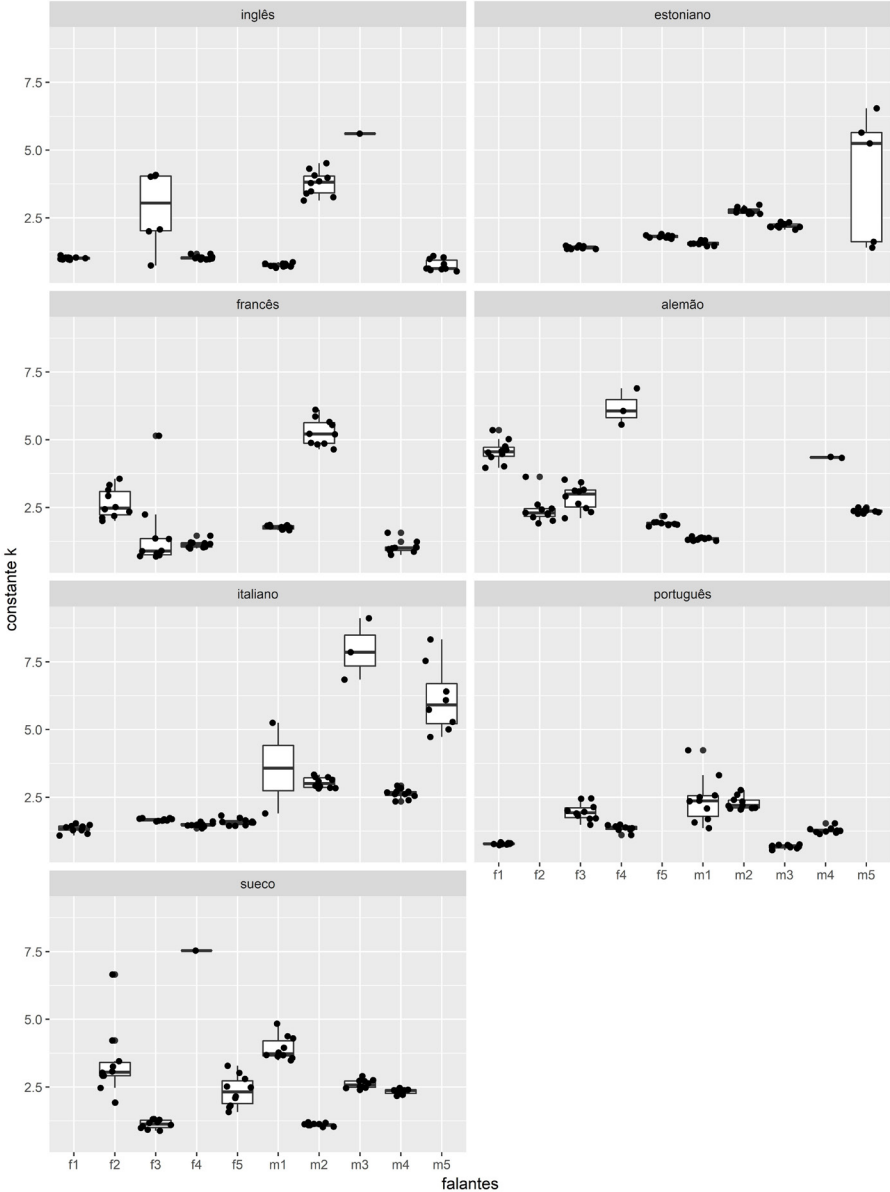 inglês
estoniano
7.5
5.0
2.5
francês
alemão
7.5
5.0
2.5
constante k
italiano
português
7.5
5.0
2.5
f1 f2 f3 f4 f5 m1 m2 m3 m4 m5
sueco
7.5
5.0
2.5
f1 f2 f3 f4 f5 m1 m2 m3 m4 m5
falantes